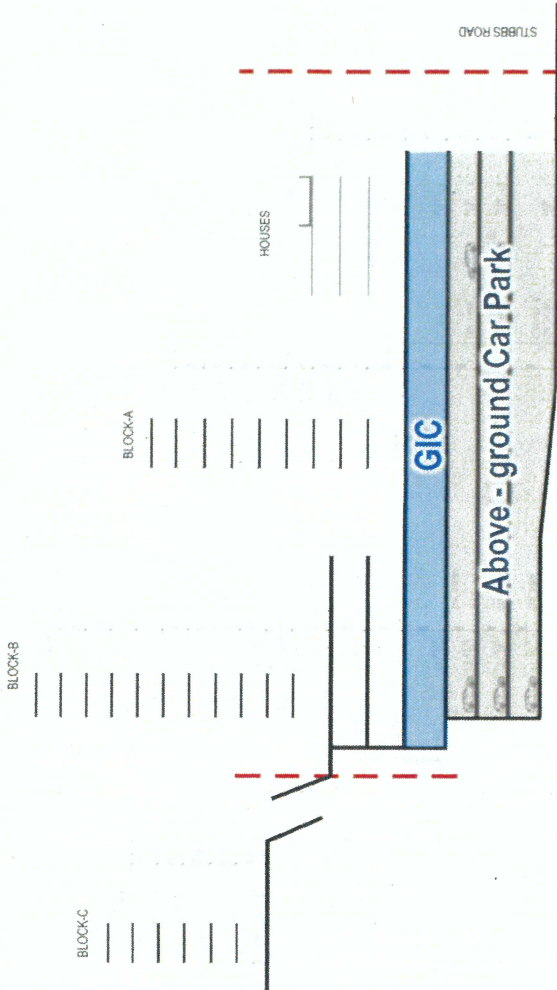 STUBBS ROAD
HOUSES
BLOCK-A
BLOCK-B
BLOCK-C
GIC
Above - ground Car Park